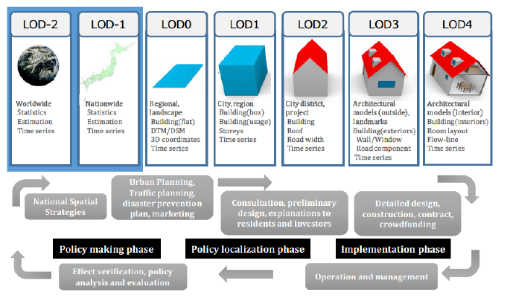 LOD-2
LOD-1
LOD0
LOD1
LOD2
LOD3
LOD4
Worldwide
Statistics
Estimation
Time series
Nationwide
Statistics
Estimation
Time series
Regional,
landscape
Building(flat)
DTM/DSM
3D coordinates
Time series
City, region
Building(box)
Building(usage)
Storeys
Time series
City district,
project
Building
Roof
Road width
Time series
Architectural
models (outside),
landmarks
Building(exteriors)
Wall/Window
Road component
Time series
Architectural
models (interior)
Building(interiors)
Room layout
Flow-line
Time series
National Spatial
Strategies
Urban Planning,
Traffic planning,
disaster prevention
plan, marketing
Consultation, preliminary
design, explanations to
residents and investors
Detailed design,
construction, contract,
crowdfunding
Policy making phase
Policy localization phase
Implementation phase
Effect verification, policy
analysis and evaluation
Operation and management